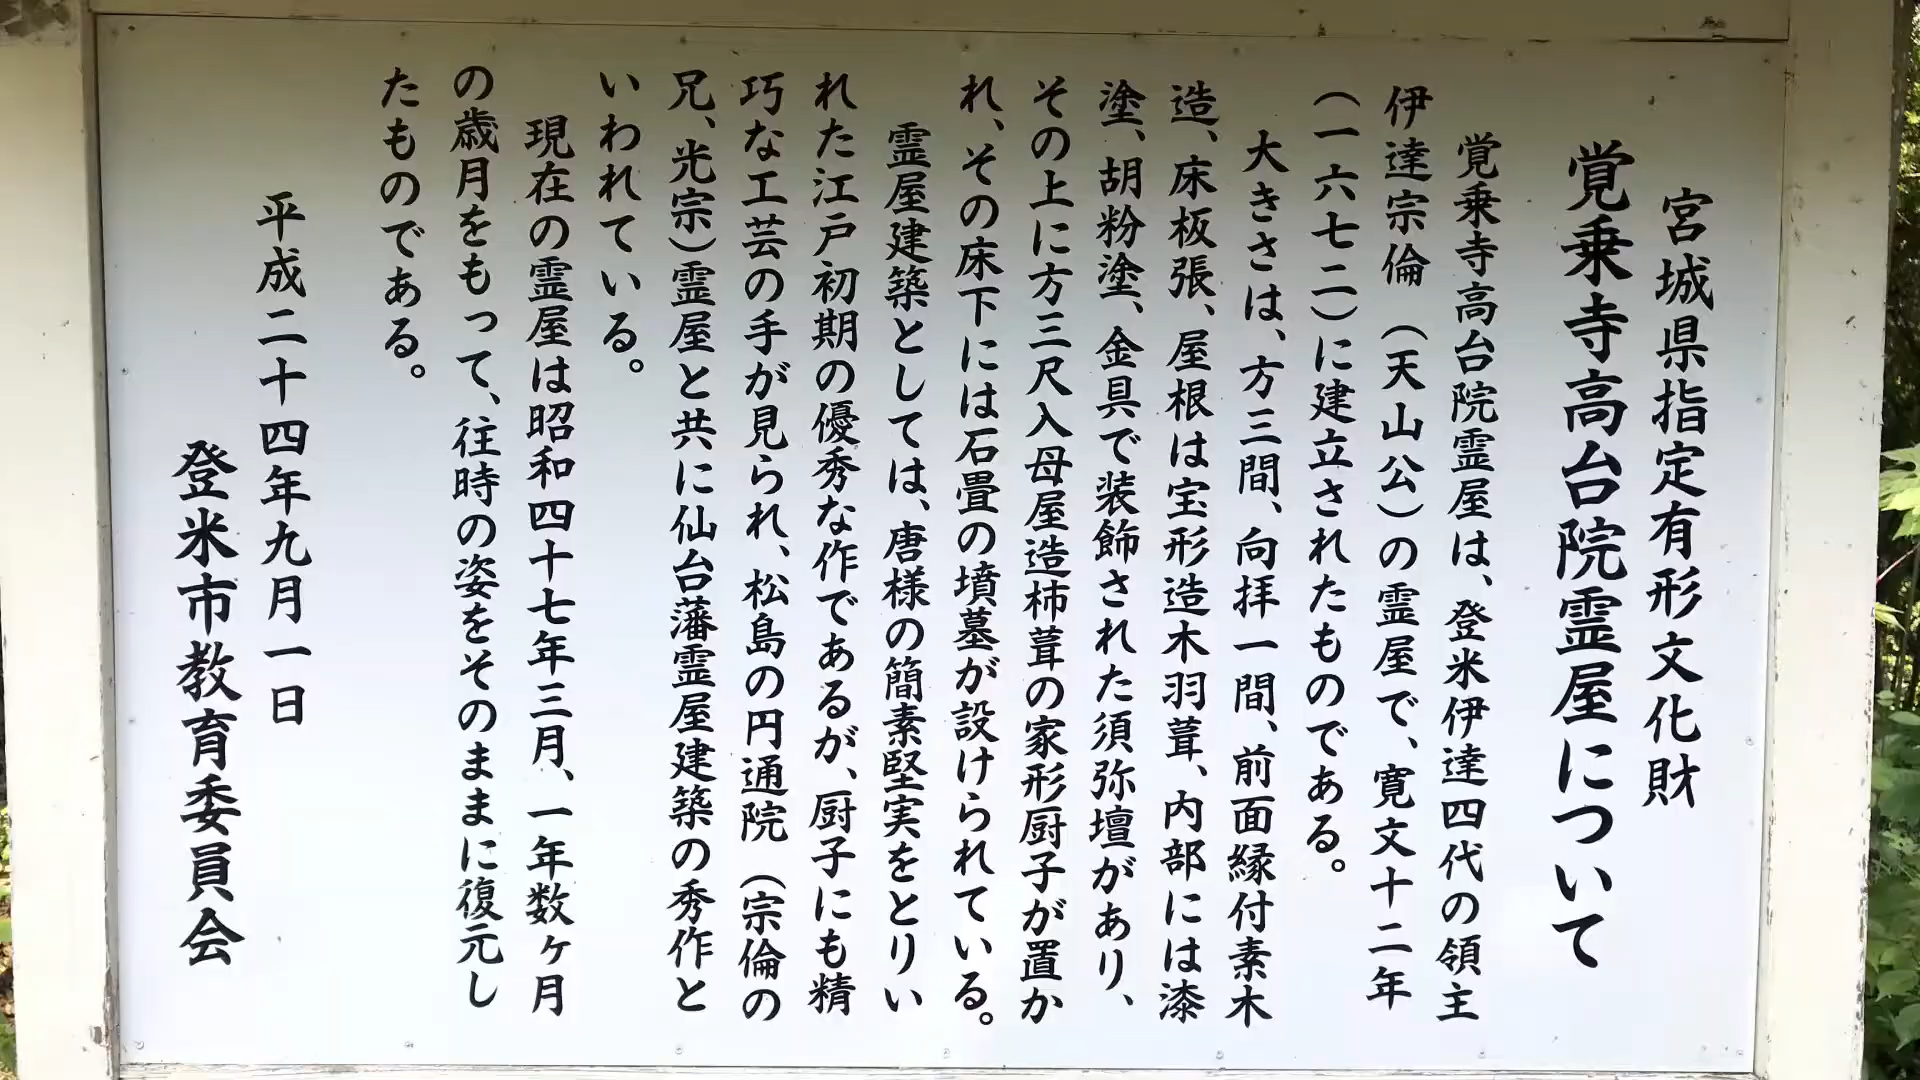 宮城県指定有形文化財
覚乗寺高台院霊屋について
覚乗寺高台院霊屋は、登米伊達四代の領主
伊達宗倫（天山公）の霊屋で、寛文十二年
（一六七二）に建立されたものである。
大きさは、方三間、向拝一間、前面縁付素木
造、床板張、屋根は宝形造木羽葺、内部には漆
塗、胡粉塗、金具で装飾された須弥壇があり、
その上に方三尺入母屋造柿葺の家形厨子が置か
れ、その床下には石畳の墳墓が設けられている。
霊屋建築としては、唐様の簡素堅実をとりい
れた江戸初期の優秀な作であるが、厨子にも精
巧な工芸の手が見られ、松島の円通院（宗倫の
兄、光宗）霊屋と共に仙台藩霊屋建築の秀作と
いわれている。
現在の霊屋は昭和四十七年三月、一年数ヶ月
の歳月をもって、往時の姿をそのままに復元し
たものである。
平成二十四年九月一日
登米市教育委員会